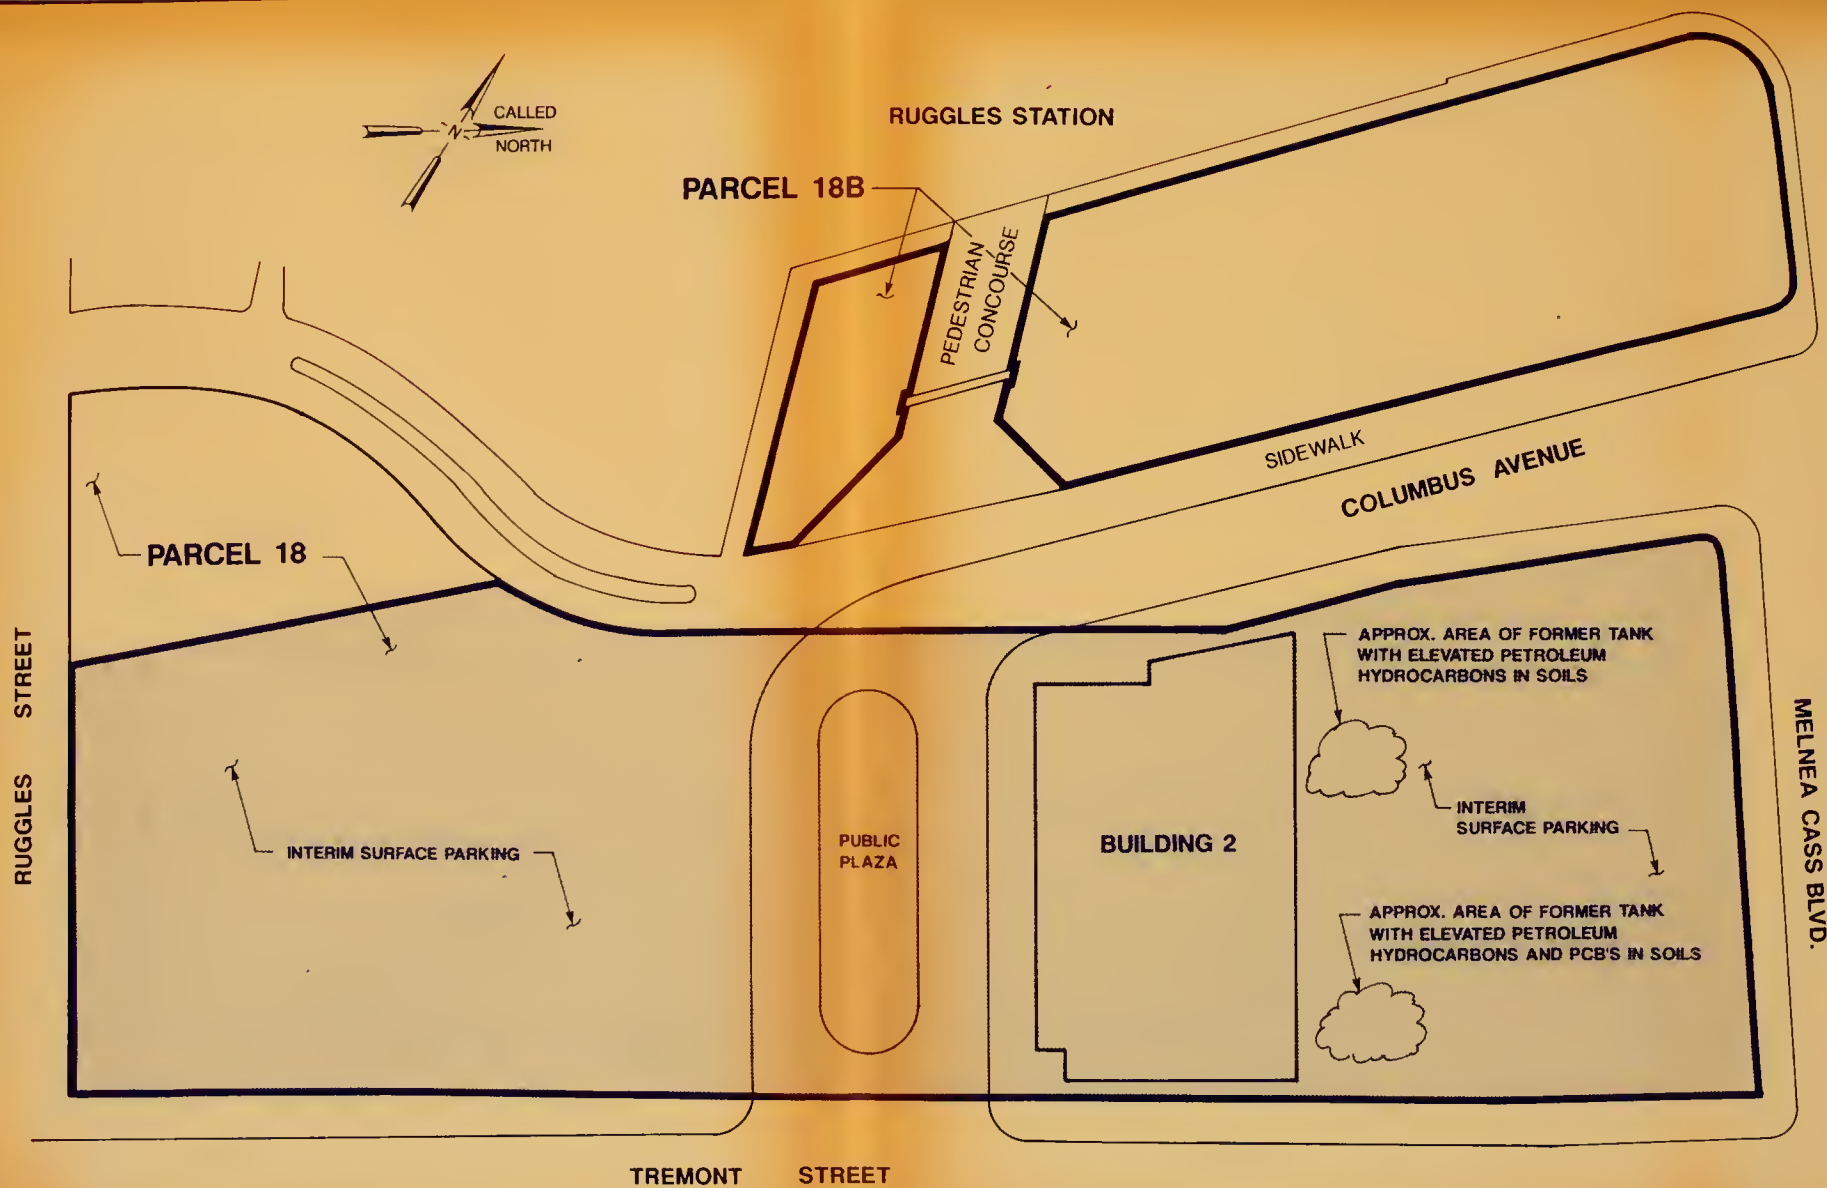 CALLED
N
NORTH
RUGGLES STATION
PARCEL 18B
PEDESTRIAN
CONCOURSE
SIDEWALK
COLUMBUS AVENUE
PARCEL 18
RUGGLES STREET
APPROX. AREA OF FORMER TANK
WITH ELEVATED PETROLEUM
HYDROCARBONS IN SOILS
MELNEA CASS BLVD.
INTERIM
SURFACE PARKING
INTERIM SURFACE PARKING
PUBLIC
PLAZA
BUILDING 2
APPROX. AREA OF FORMER TANK
WITH ELEVATED PETROLEUM
HYDROCARBONS AND PCB'S IN SOILS
TREMONT STREET